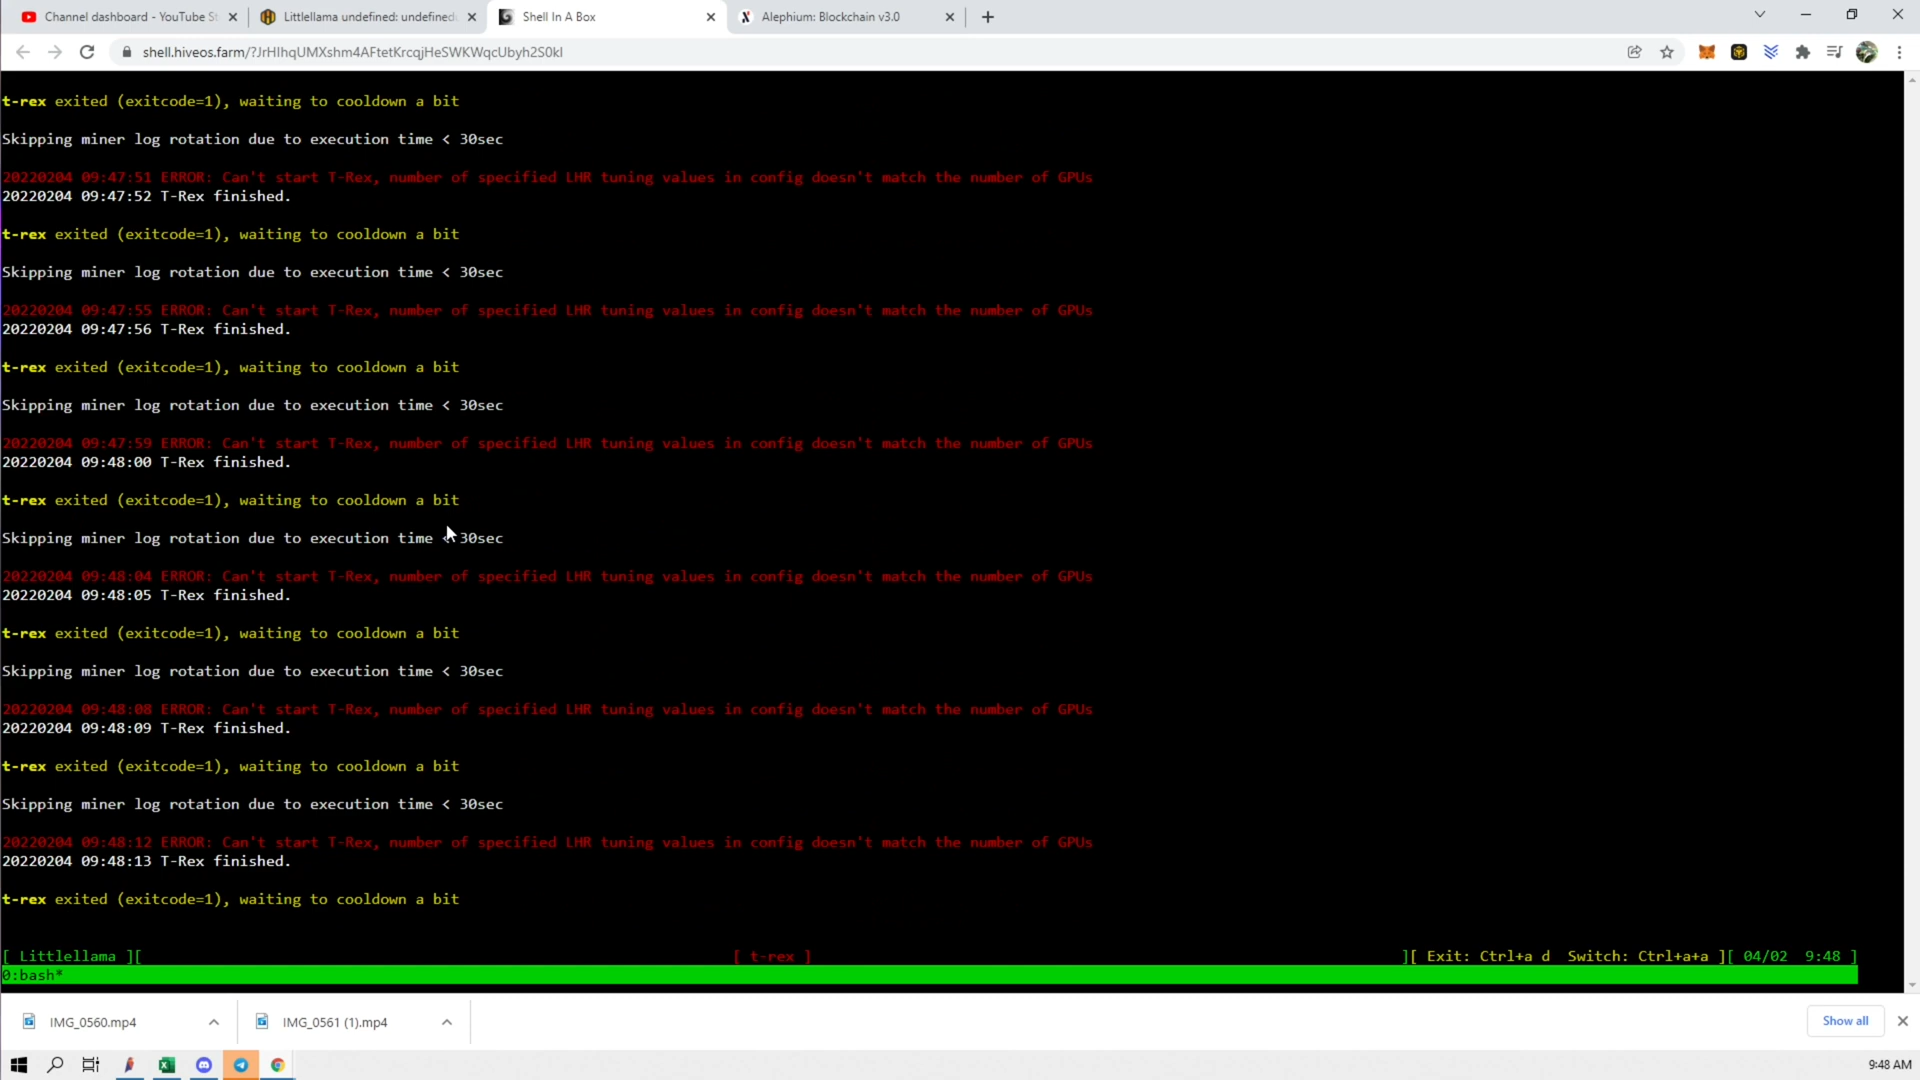 Channel dashboard - YouTube St
Littlellama undefined: undefined:
Shell In A Box
Alephium: Blockchain v3.0
shell.hiveos.farm/?JrHIhqUMXshm4AFtetKrcqjHeSWKWqcUbyh2S0kI
t-rex exited (exitcode=1), waiting to cooldown a bit
Skipping miner log rotation due to execution time < 30sec
20220204 09:47:51 ERROR: Can't start T-Rex, number of specified LHR tuning values in config doesn't match the number of GPUs
20220204 09:47:52 T-Rex finished.
t-rex exited (exitcode=1), waiting to cooldown a bit
Skipping miner log rotation due to execution time < 30sec
20220204 09:47:55 ERROR: Can't start T-Rex, number of specified LHR tuning values in config doesn't match the number of GPUs
20220204 09:47:56 T-Rex finished.
t-rex exited (exitcode=1), waiting to cooldown a bit
Skipping miner log rotation due to execution time < 30sec
20220204 09:47:59 ERROR: Can't start T-Rex, number of specified LHR tuning values in config doesn't match the number of GPUs
20220204 09:48:00 T-Rex finished.
t-rex exited (exitcode=1), waiting to cooldown a bit
Skipping miner log rotation due to execution time < 30sec
20220204 09:48:04 ERROR: Can't start T-Rex, number of specified LHR tuning values in config doesn't match the number of GPUs
20220204 09:48:05 T-Rex finished.
t-rex exited (exitcode=1), waiting to cooldown a bit
Skipping miner log rotation due to execution time < 30sec
20220204 09:48:08 ERROR: Can't start T-Rex, number of specified LHR tuning values in config doesn't match the number of GPUs
20220204 09:48:09 T-Rex finished.
t-rex exited (exitcode=1), waiting to cooldown a bit
Skipping miner log rotation due to execution time < 30sec
20220204 09:48:12 ERROR: Can't start T-Rex, number of specified LHR tuning values in config doesn't match the number of GPUs
20220204 09:48:13 T-Rex finished.
t-rex exited (exitcode=1), waiting to cooldown a bit
[ Littlellama ][ [ t-rex ] ][ Exit: Ctrl+a d Switch: Ctrl+a+a ][ 04/02 9:48 ]
0:bash*
IMG_0560.mp4
IMG_0561 (1).mp4
Show all
9:48 AM